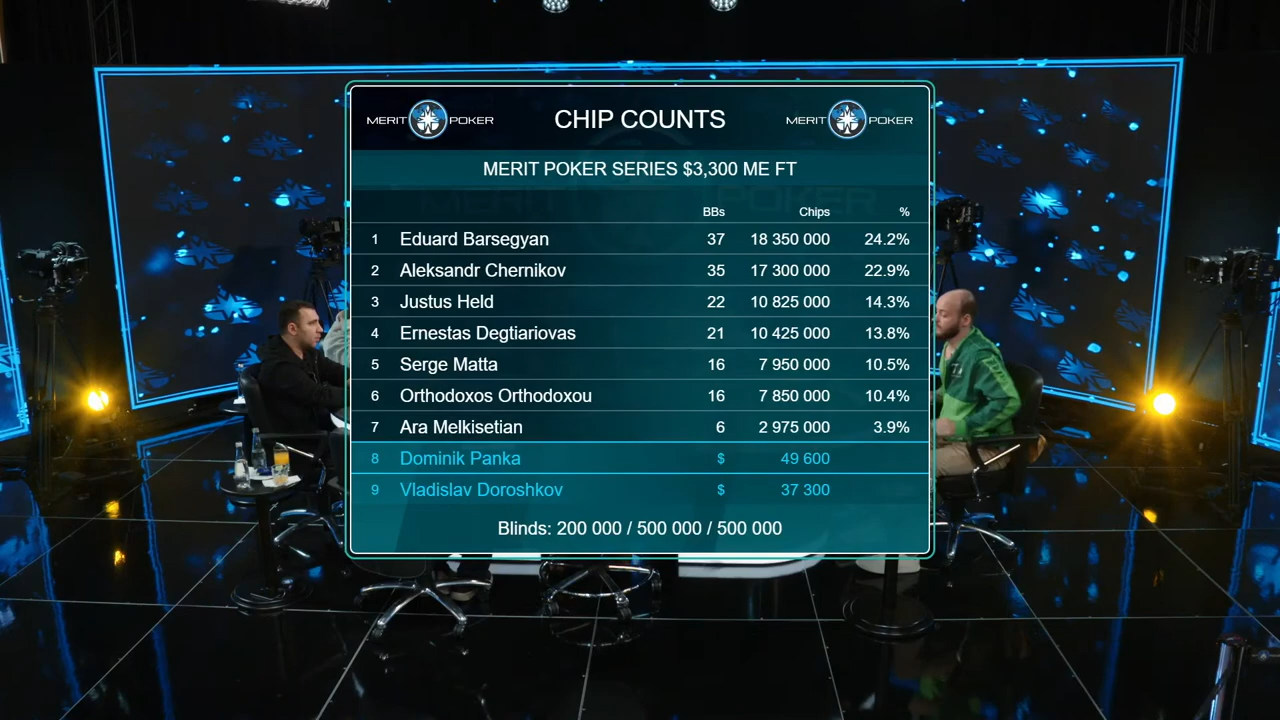 MERIT POKER
CHIP COUNTS
MERIT POKER
MERIT POKER SERIES $3,300 ME FT
BBs Chips %
1 Eduard Barsegyan 37 18 350 000 24.2%
2 Aleksandr Chernikov 35 17 300 000 22.9%
3 Justus Held 22 10 825 000 14.3%
4 Ernestas Degtiariovas 21 10 425 000 13.8%
5 Serge Matta 16 7 950 000 10.5%
6 Orthodoxos Orthodoxou 16 7 850 000 10.4%
7 Ara Melkisetian 6 2 975 000 3.9%
8 Dominik Panka $ 49 600
9 Vladislav Doroshkov $ 37 300
Blinds: 200 000 / 500 000 / 500 000